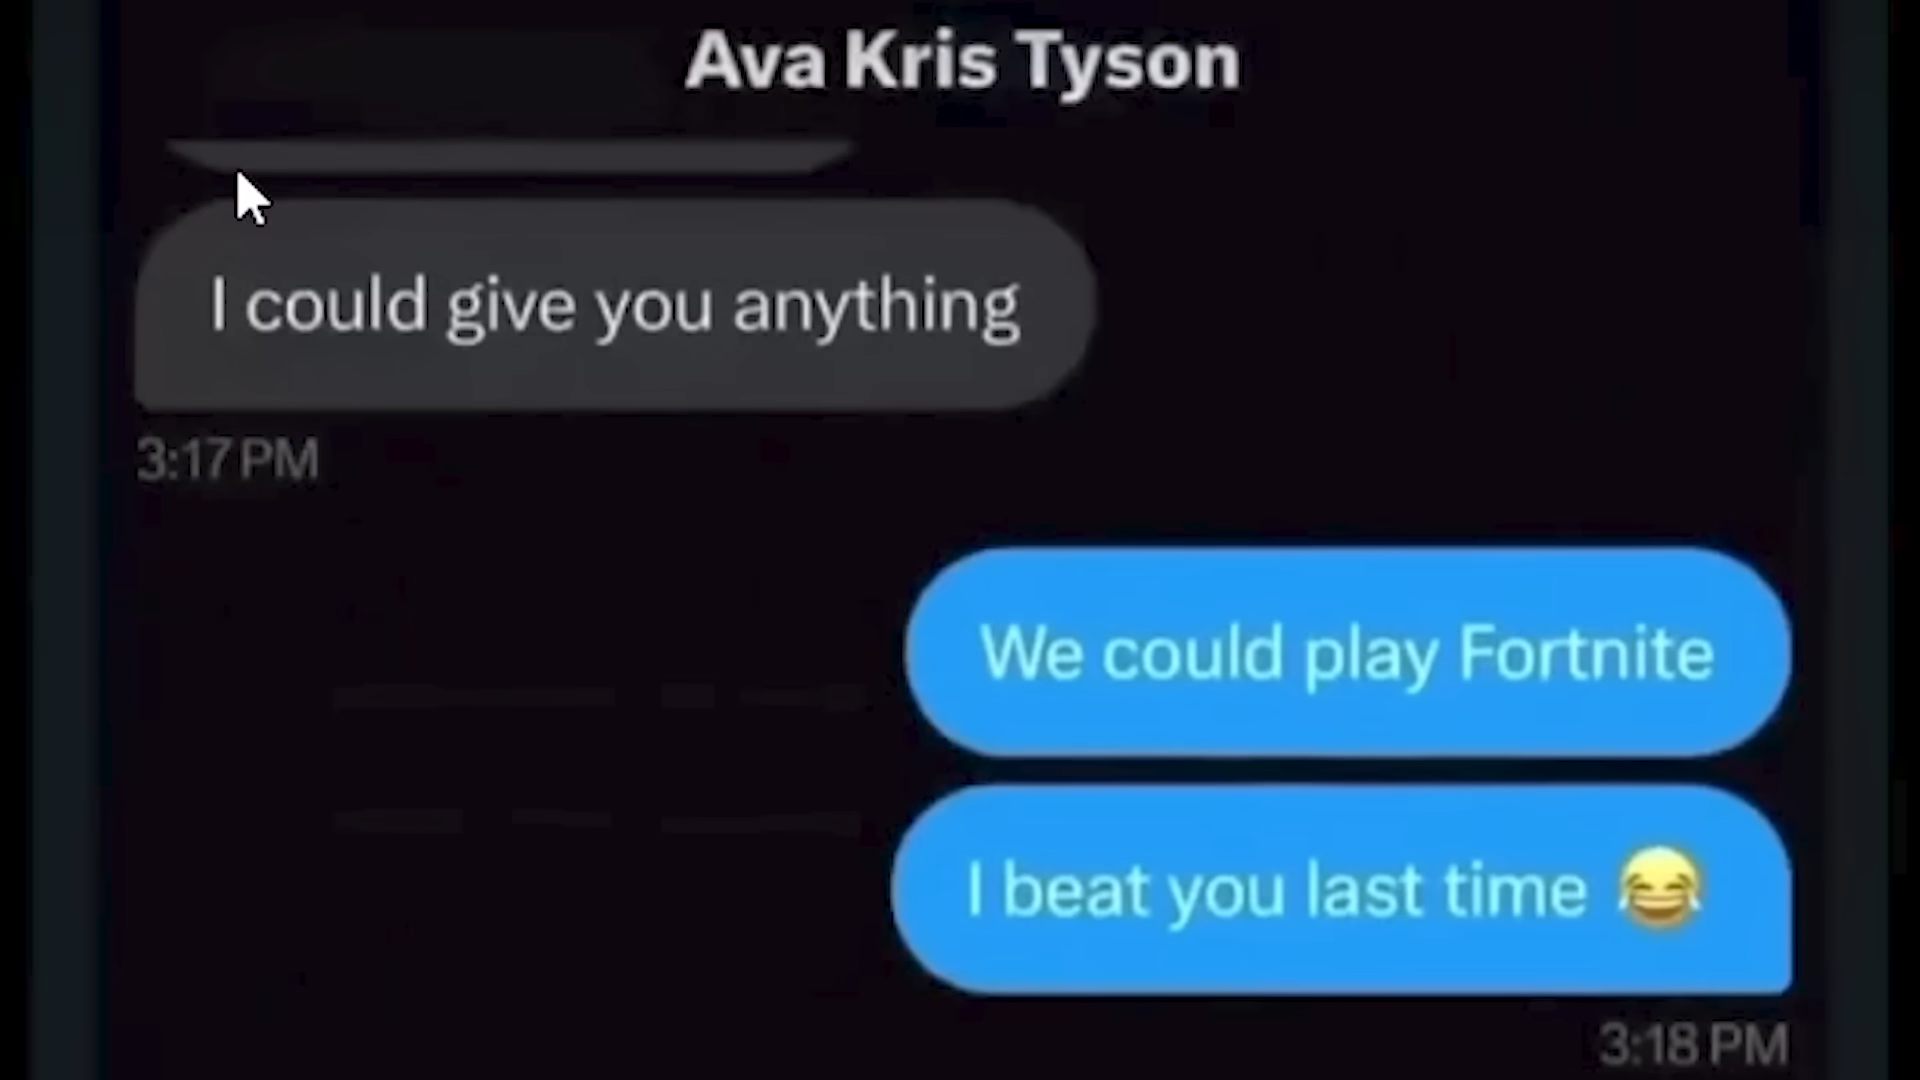 Ava Kris Tyson
I could give you anything
3:17 PM
We could play Fortnite
I beat you last time 😂
3:18 PM